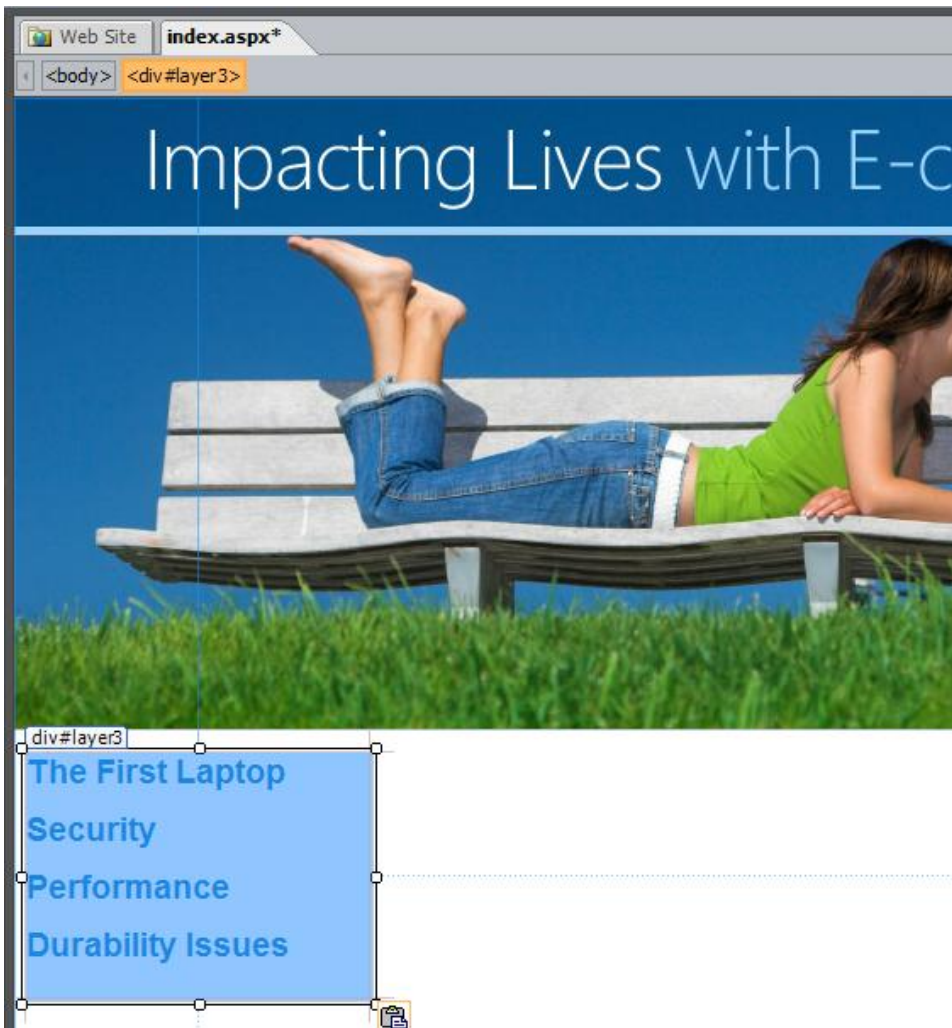 Web Site index.aspx*
<body> <div#layer3>
Impacting Lives with E-c
div#layer3
The First Laptop
Security
Performance
Durability Issues